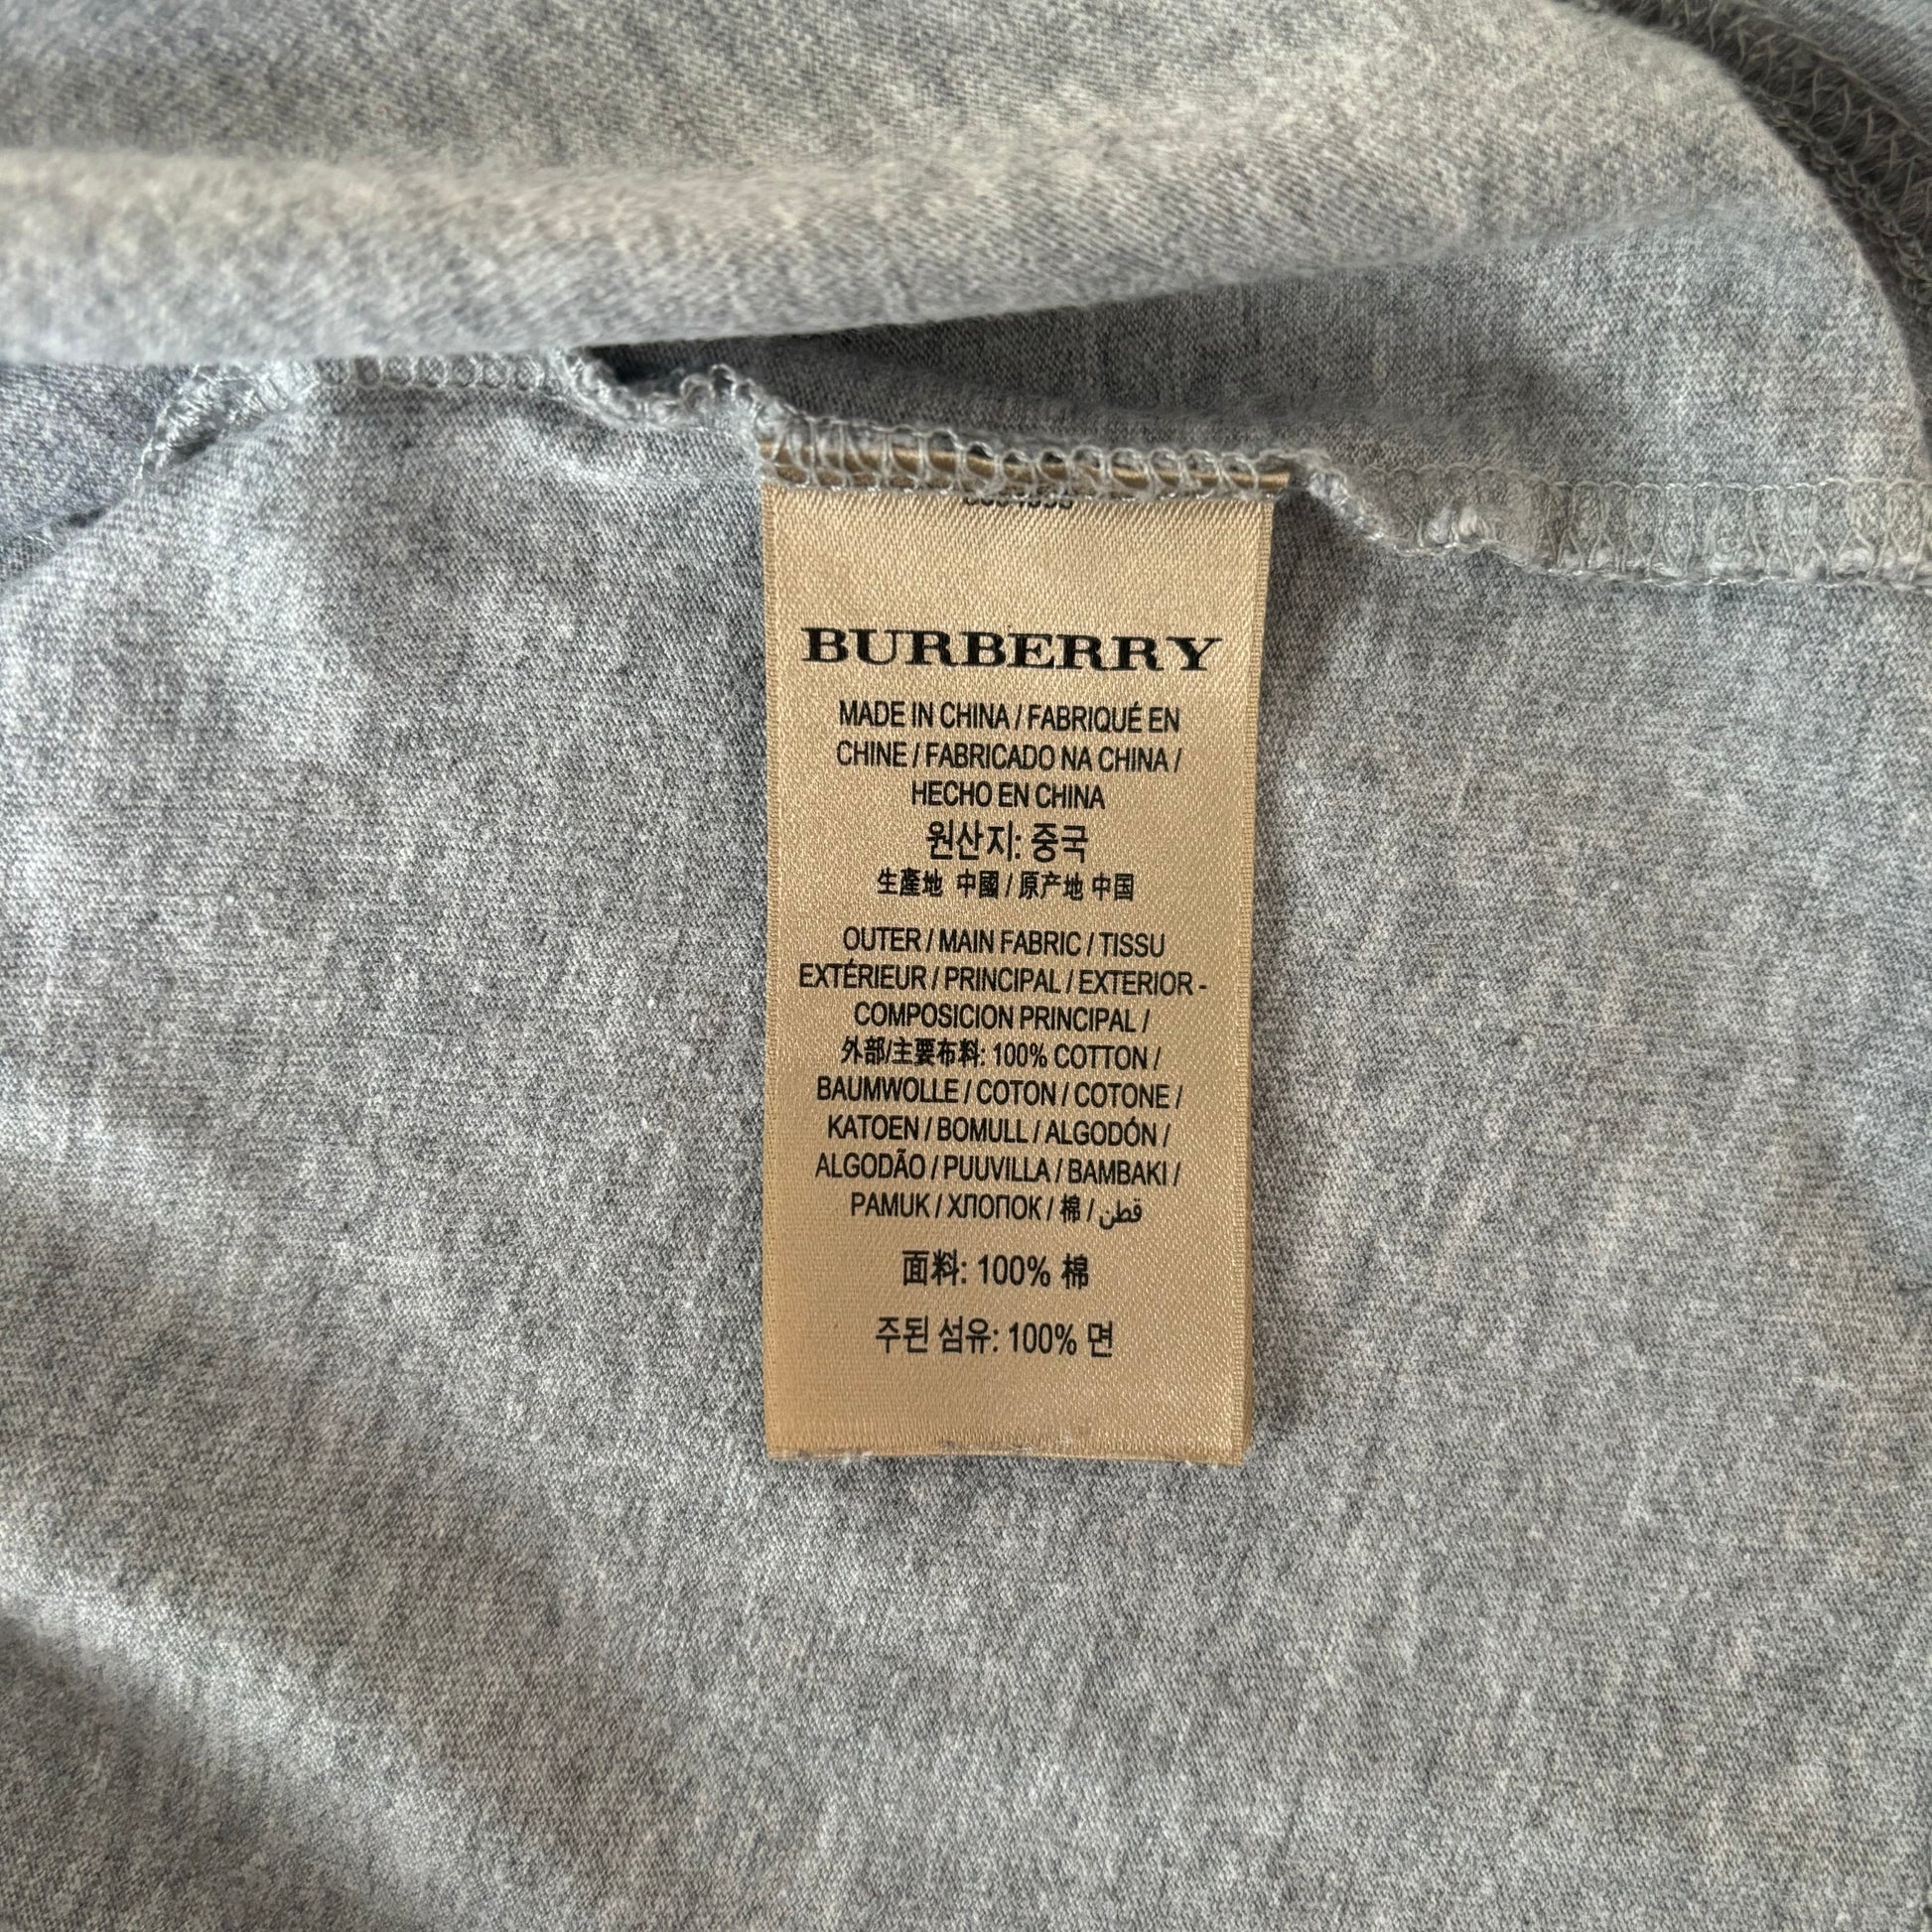 BURBERRY
MADE IN CHINA / FABRIQUÉ EN
CHINE / FABRICADO NA CHINA /
HECHO EN CHINA
원산지: 중국
生產地 中國 / 原产地 中国
OUTER / MAIN FABRIC / TISSU
EXTÉRIEUR / PRINCIPAL / EXTERIOR -
COMPOSICION PRINCIPAL /
外部/主要布料: 100% COTTON /
BAUMWOLLE / COTON / COTONE /
KATOEN / BOMULL / ALGODÓN /
ALGODÃO / PUUVILLA / BAMBAKI /
PAMUK / ХЛОПОК / 棉 / قطن
面料: 100% 棉
주된 섬유: 100% 면